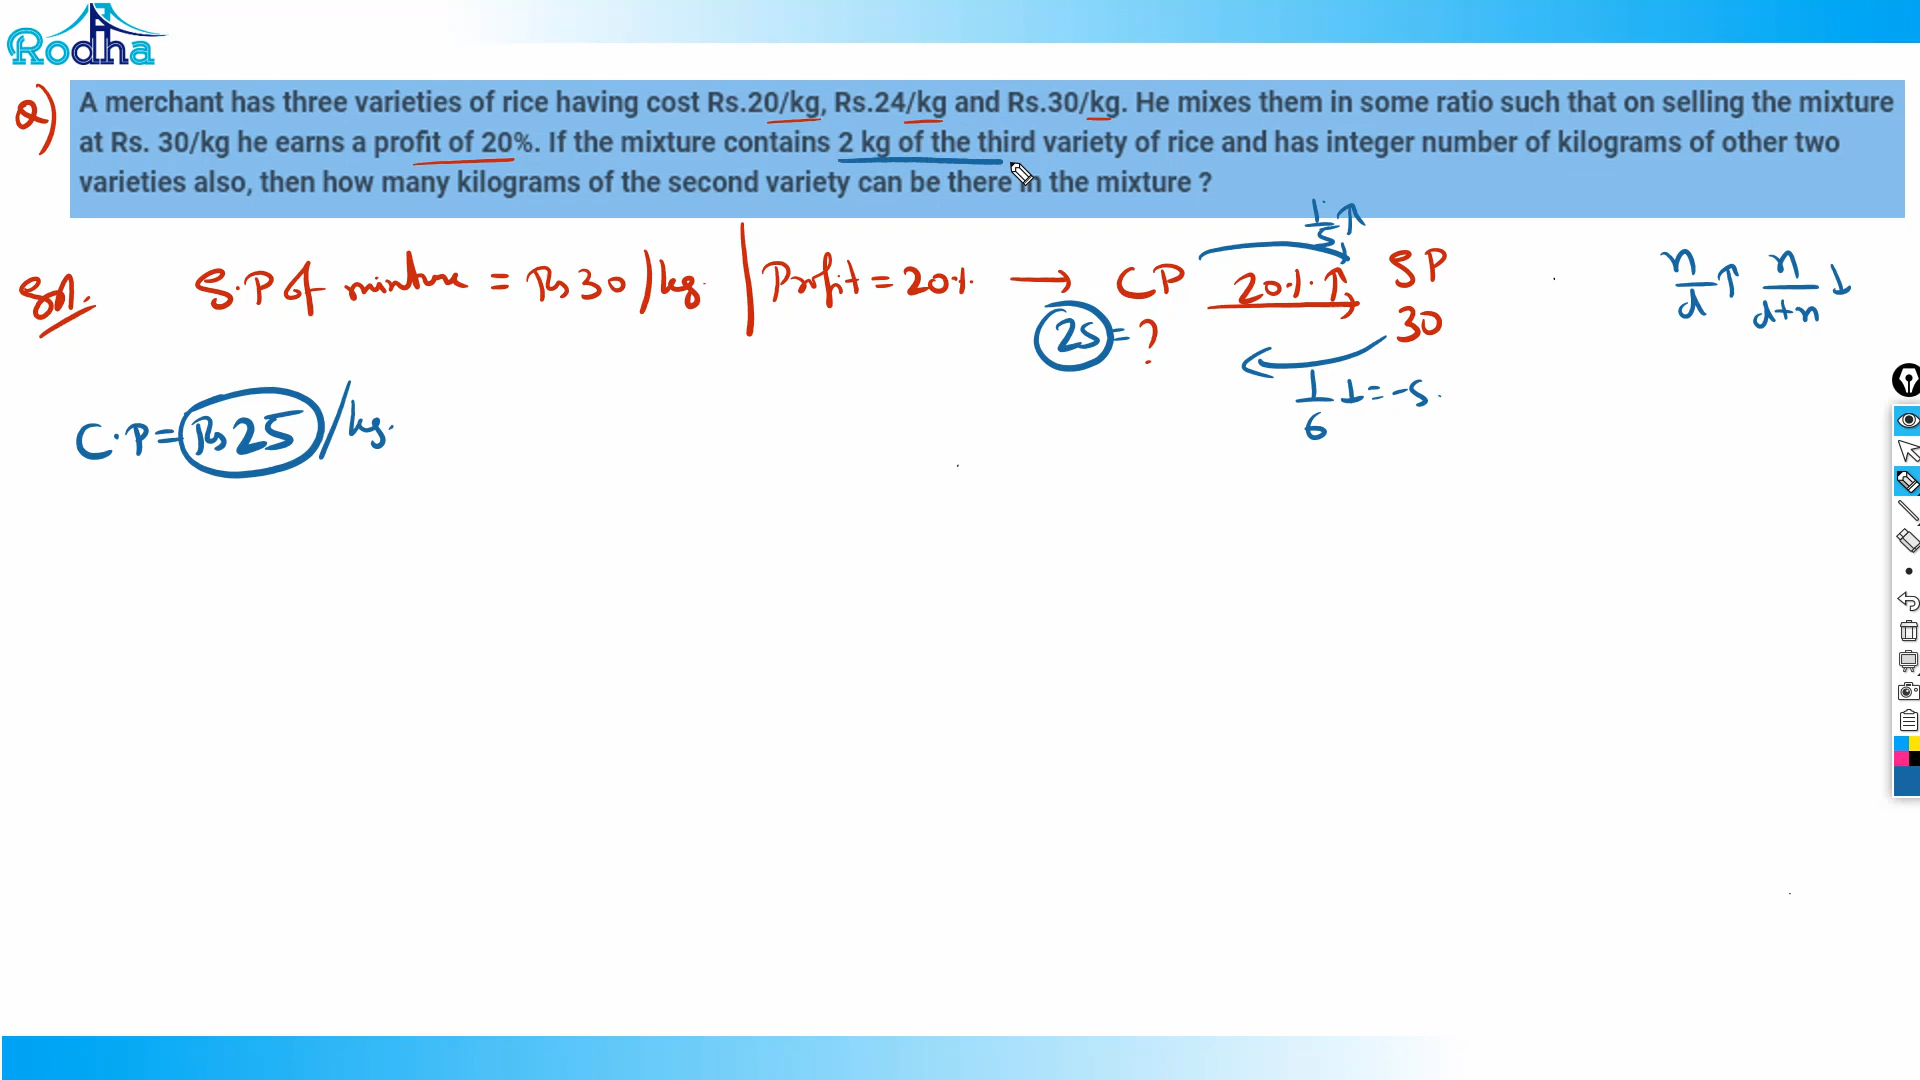 Rodha
Q)
A merchant has three varieties of rice having cost Rs.20/kg, Rs.24/kg and Rs.30/kg. He mixes them in some ratio such that on selling the mixture
at Rs. 30/kg he earns a profit of 20%. If the mixture contains 2 kg of the third variety of rice and has integer number of kilograms of other two
varieties also, then how many kilograms of the second variety can be there in the mixture ?
1/5 ↑
Sol. S.P of mixture = Rs 30/kg. | Profit = 20% → CP 20% ↑ SP
n/d ↑ n/d+n ↓
25 = ? 30
1/6 ↓ = -5.
C.P = Rs 25/kg.